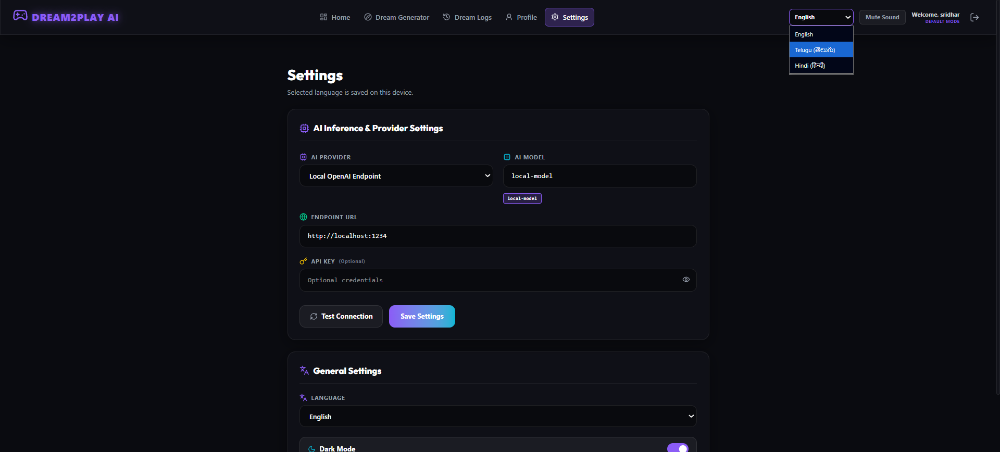 DREAM2PLAY AI
Home
Dream Generator
Dream Logs
Profile
Settings
English
Mute Sound
Welcome, sridhar
DEFAULT MODE
English
Telugu (తెలుగు)
Hindi (हिन्दी)
Settings
Selected language is saved on this device.
AI Inference & Provider Settings
AI PROVIDER
Local OpenAI Endpoint
AI MODEL
local-model
local-model
ENDPOINT URL
http://localhost:1234
API KEY (Optional)
Optional credentials
Test Connection
Save Settings
General Settings
LANGUAGE
English
Dark Mode